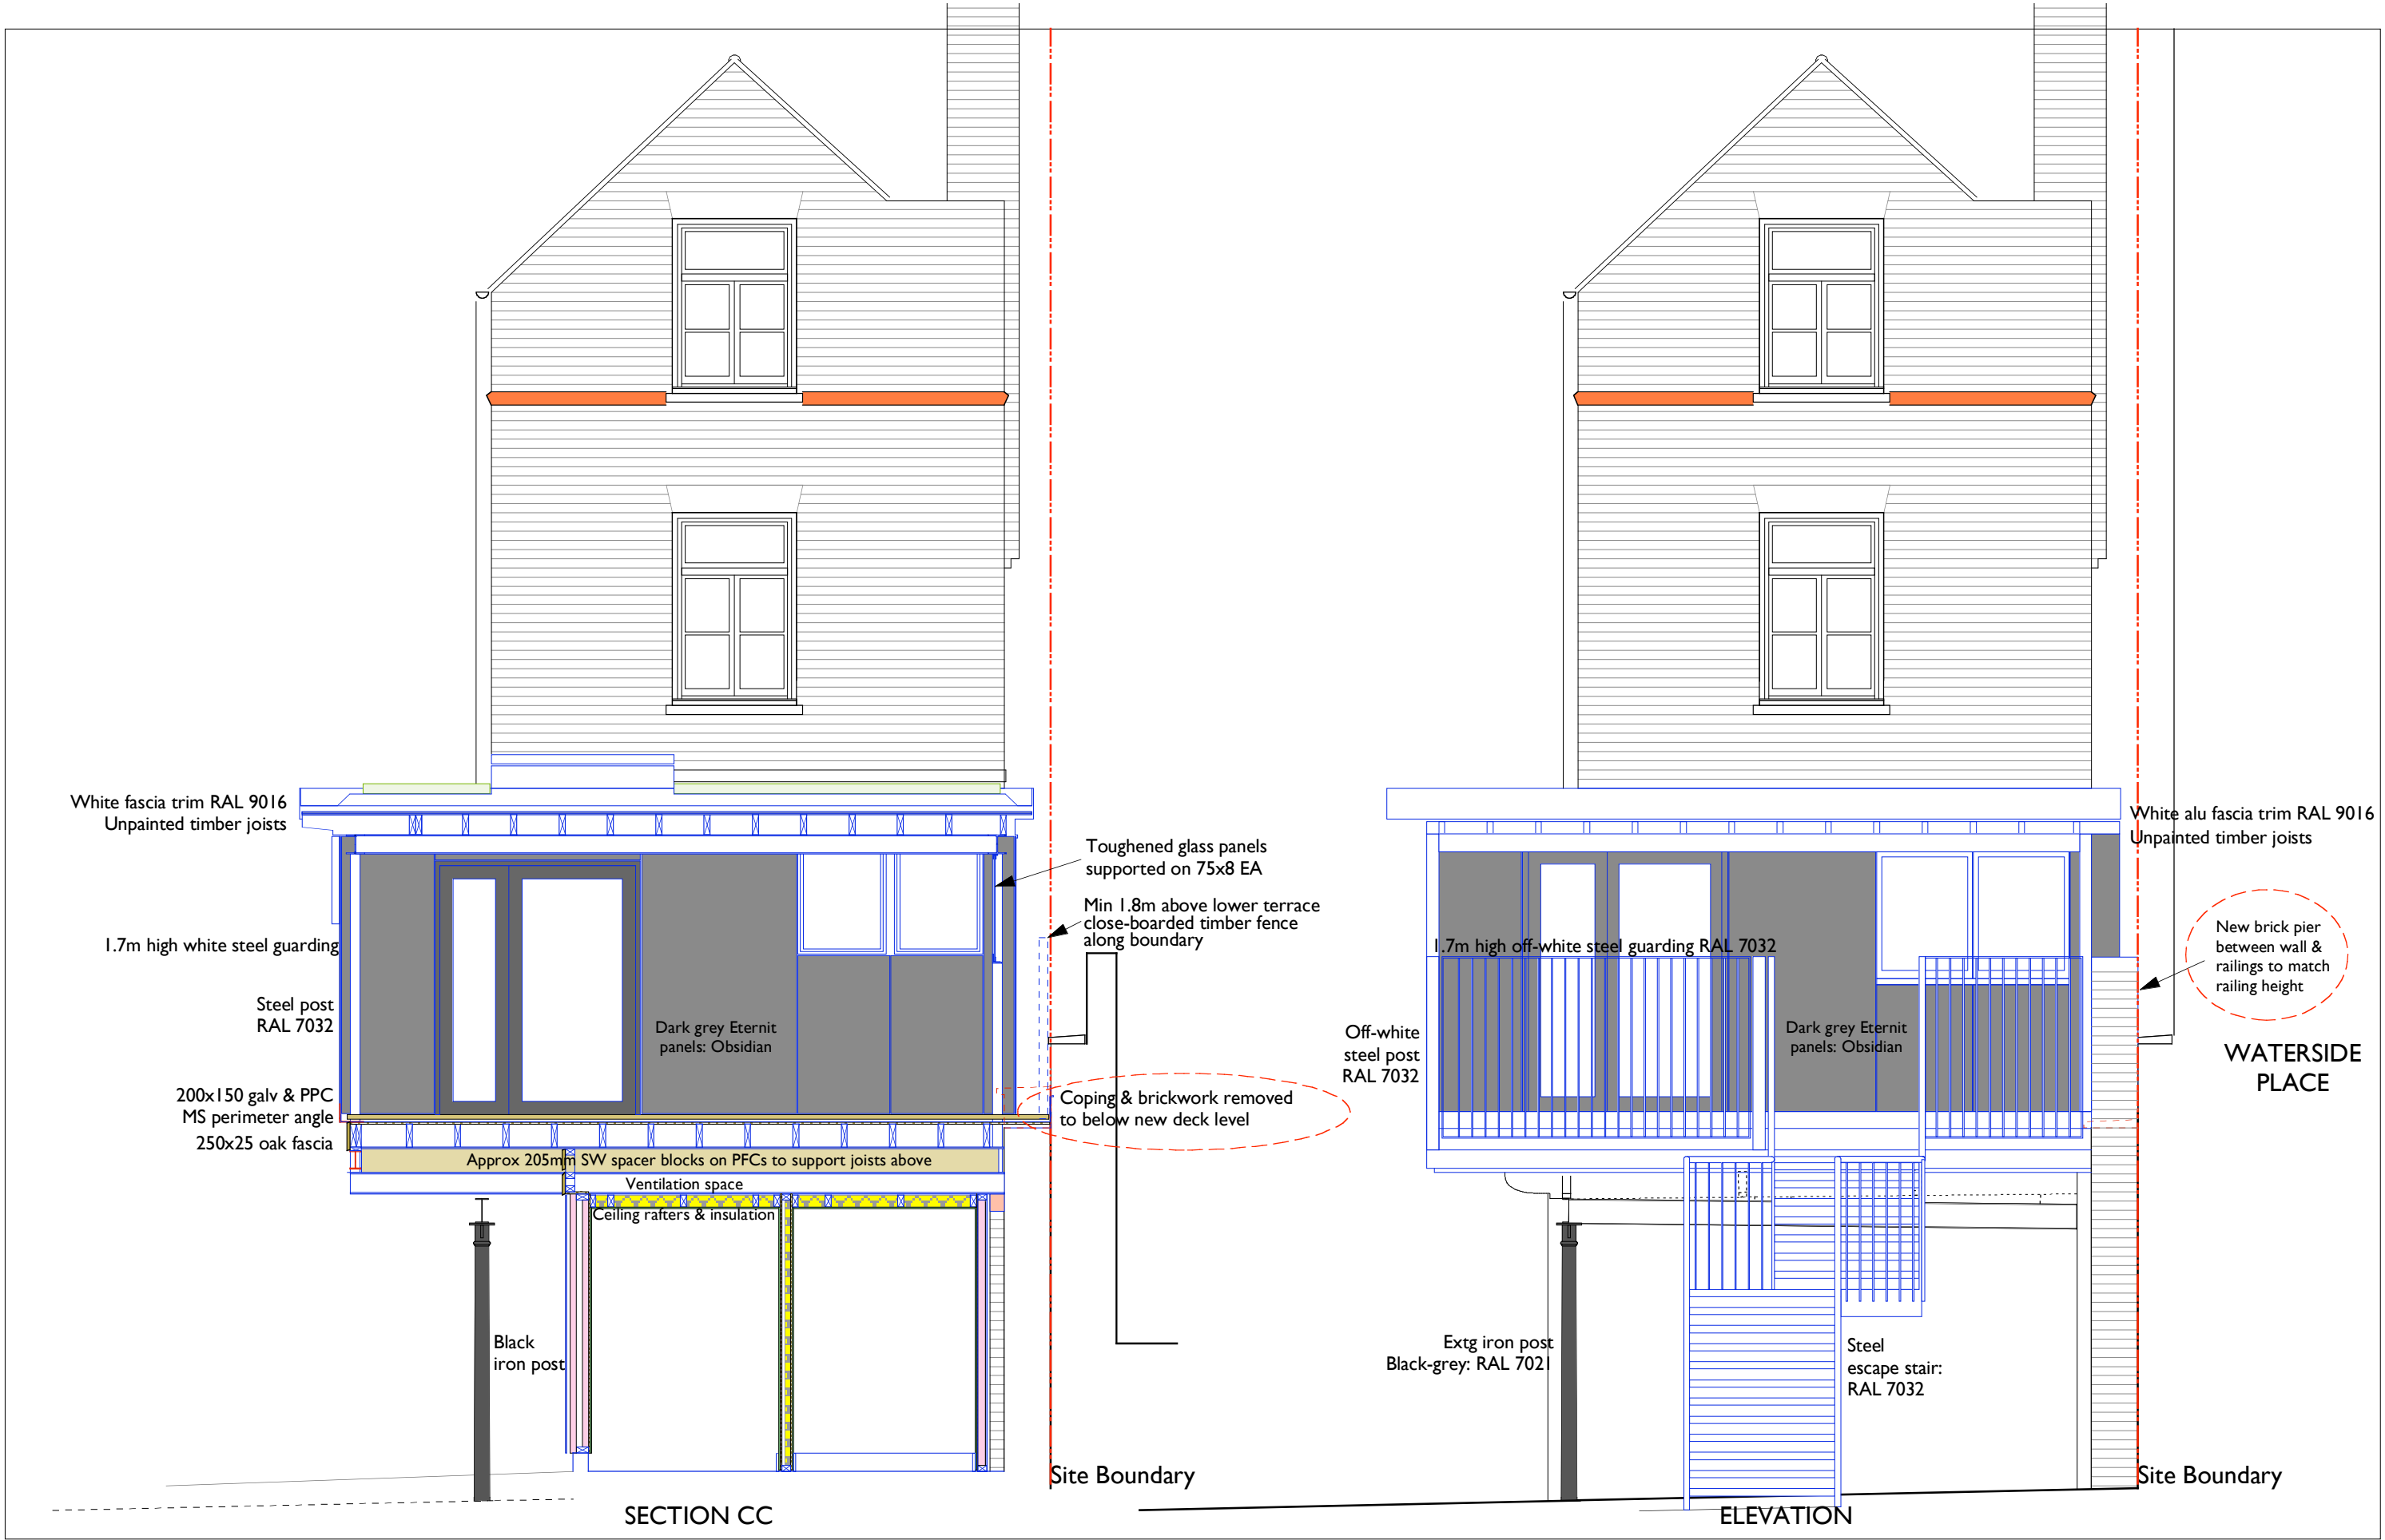 White fascia trim RAL 9016
Unpainted timber joists
Toughened glass panels
supported on 75x8 EA
Min 1.8m above lower terrace
close-boarded timber fence
along boundary
1.7m high white steel guarding
Steel post
RAL 7032
Dark grey Eternit
panels: Obsidian
200x150 galv & PPC
MS perimeter angle
250x25 oak fascia
Coping & brickwork removed
to below new deck level
Approx 205mm SW spacer blocks on PFCs to support joists above
Ventilation space
Ceiling rafters & insulation
Black
iron post
Site Boundary
SECTION CC
White alu fascia trim RAL 9016
Unpainted timber joists
1.7m high off-white steel guarding RAL 7032
New brick pier
between wall &
railings to match
railing height
Off-white
steel post
RAL 7032
Dark grey Eternit
panels: Obsidian
WATERSIDE
PLACE
Extg iron post
Black-grey: RAL 7021
Steel
escape stair:
RAL 7032
Site Boundary
ELEVATION